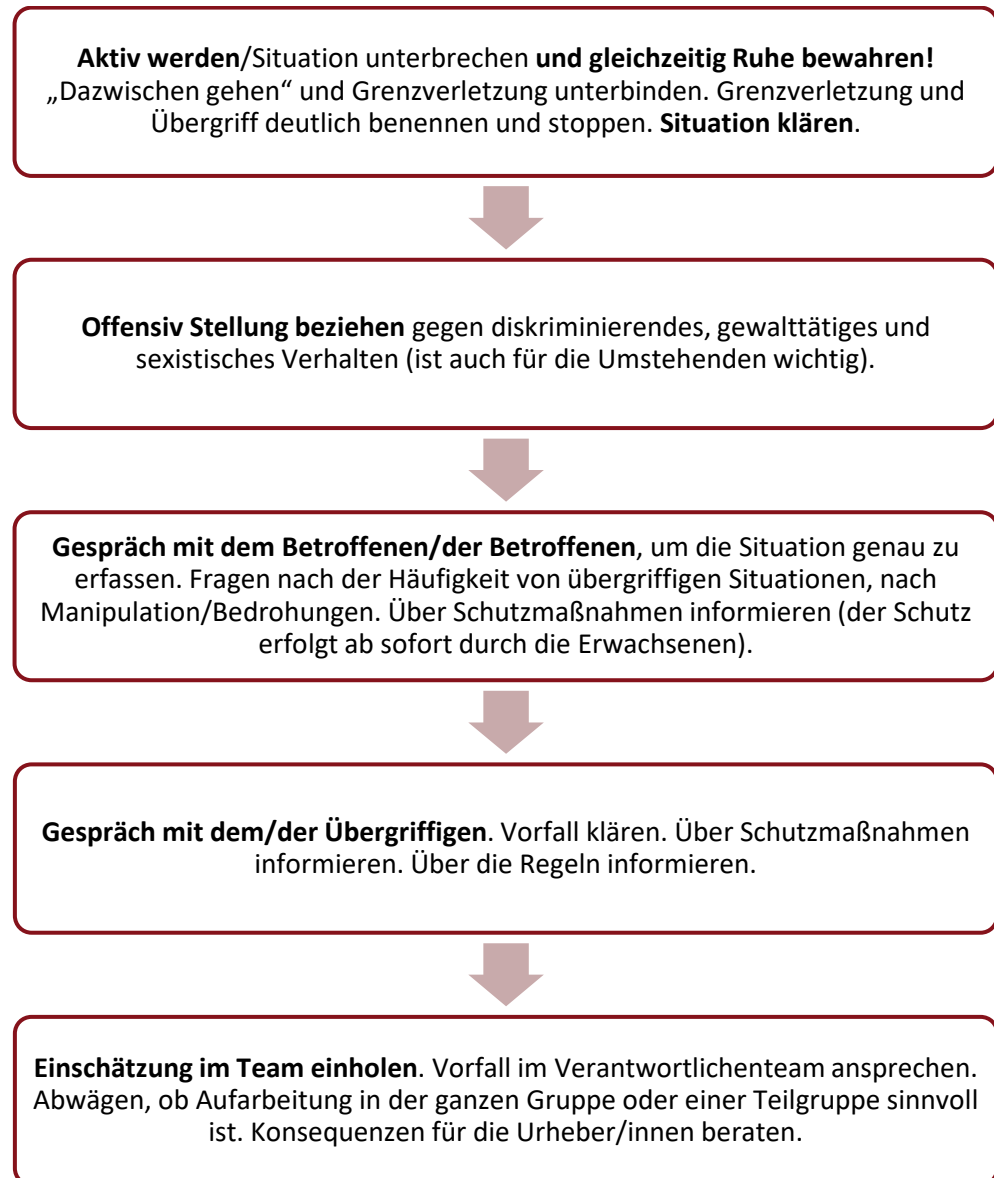 Aktiv werden/Situation unterbrechen und gleichzeitig Ruhe bewahren!
„Dazwischen gehen“ und Grenzverletzung unterbinden. Grenzverletzung und
Übergriff deutlich benennen und stoppen. Situation klären.
Offensiv Stellung beziehen gegen diskriminierendes, gewalttätiges und
sexistisches Verhalten (ist auch für die Umstehenden wichtig).
Gespräch mit dem Betroffenen/der Betroffenen, um die Situation genau zu
erfassen. Fragen nach der Häufigkeit von übergriffigen Situationen, nach
Manipulation/Bedrohungen. Über Schutzmaßnahmen informieren (der Schutz
erfolgt ab sofort durch die Erwachsenen).
Gespräch mit dem/der Übergriffigen. Vorfall klären. Über Schutzmaßnahmen
informieren. Über die Regeln informieren.
Einschätzung im Team einholen. Vorfall im Verantwortlichenteam ansprechen.
Abwägen, ob Aufarbeitung in der ganzen Gruppe oder einer Teilgruppe sinnvoll
ist. Konsequenzen für die Urheber/innen beraten.